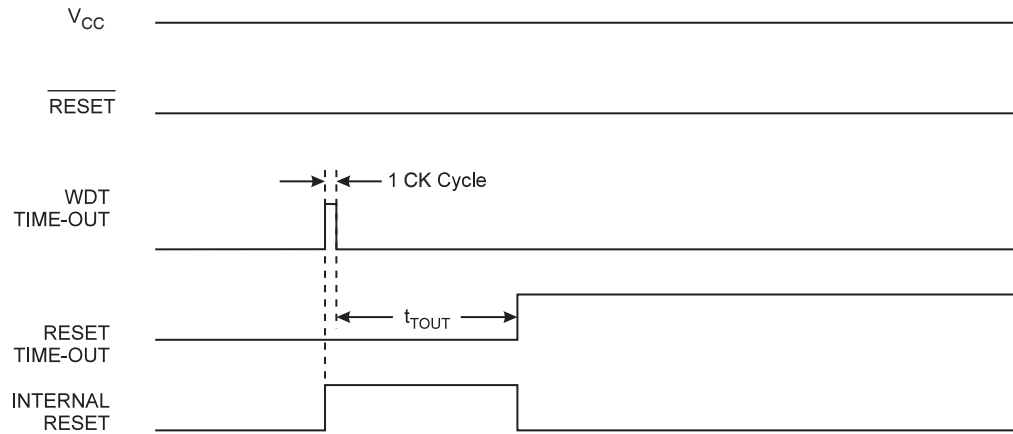 VCC
RESET
1 CK Cycle
WDT
TIME-OUT
tTOUT
RESET
TIME-OUT
INTERNAL
RESET